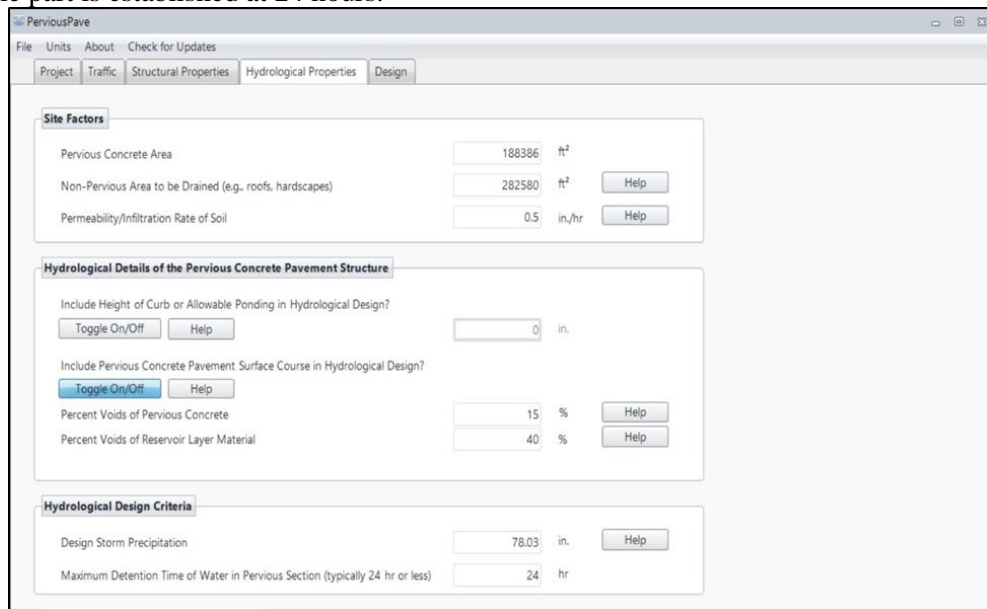 e part is established at 24 hours.
PerviousPave
File Units About Check for Updates
Project Traffic Structural Properties Hydrological Properties Design
Site Factors
Pervious Concrete Area 188386 ft²
Non-Pervious Area to be Drained (e.g., roofs, hardscapes) 282580 ft² Help
Permeability/Infiltration Rate of Soil 0.5 in./hr Help
Hydrological Details of the Pervious Concrete Pavement Structure
Include Height of Curb or Allowable Ponding in Hydrological Design?
Toggle On/Off Help 0 in.
Include Pervious Concrete Pavement Surface Course in Hydrological Design?
Toggle On/Off Help
Percent Voids of Pervious Concrete 15 % Help
Percent Voids of Reservoir Layer Material 40 % Help
Hydrological Design Criteria
Design Storm Precipitation 78.03 in. Help
Maximum Detention Time of Water in Pervious Section (typically 24 hr or less) 24 hr